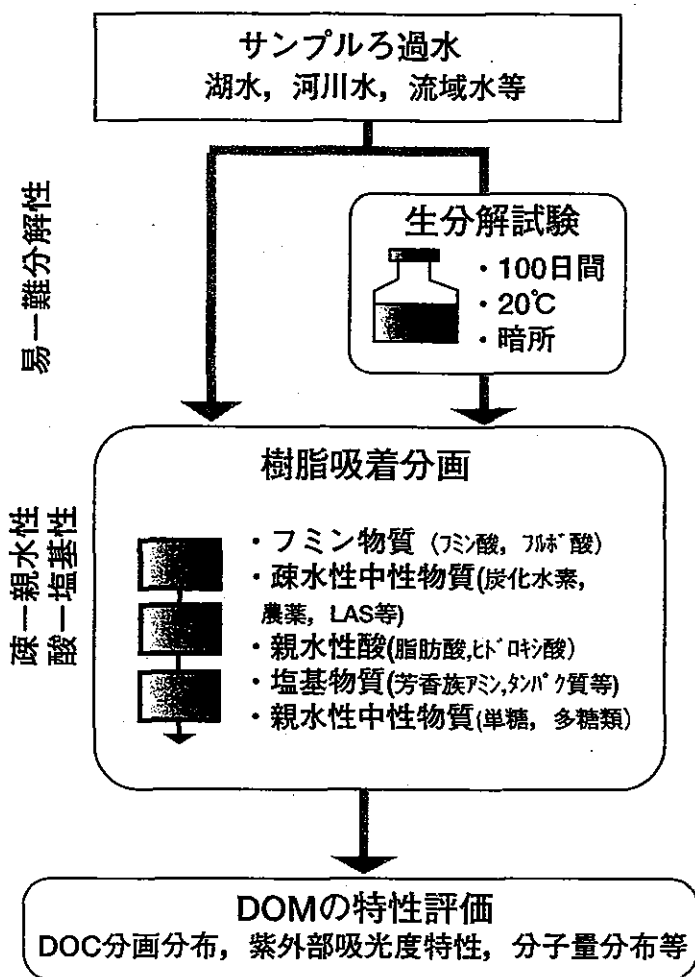 サンプルろ過水
湖水，河川水，流域水等
易ー難分解性
生分解試験
・100日間
・20℃
・暗所
樹脂吸着分画
疎ー親水性
酸ー塩基性
・フミン物質（フミン酸，フルボ酸）
・疎水性中性物質(炭化水素，
農薬，LAS等)
・親水性酸(脂肪酸,ヒドロキシ酸）
・塩基物質(芳香族アミン,タンパク質等)
・親水性中性物質(単糖，多糖類）
DOMの特性評価
DOC分画分布，紫外部吸光度特性，分子量分布等